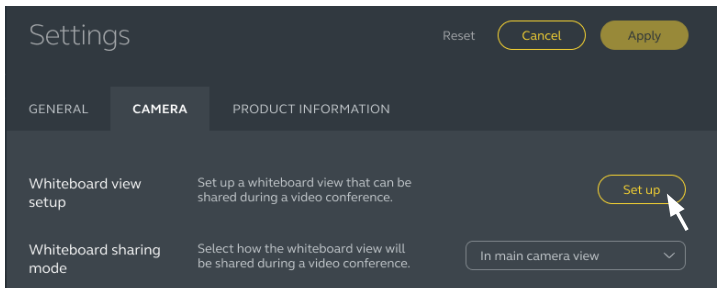 Settings
Reset
Cancel
Apply
GENERAL
CAMERA
PRODUCT INFORMATION
Whiteboard view
setup
Set up a whiteboard view that can be
shared during a video conference.
Set up
Whiteboard sharing
mode
Select how the whiteboard view will
be shared during a video conference.
In main camera view